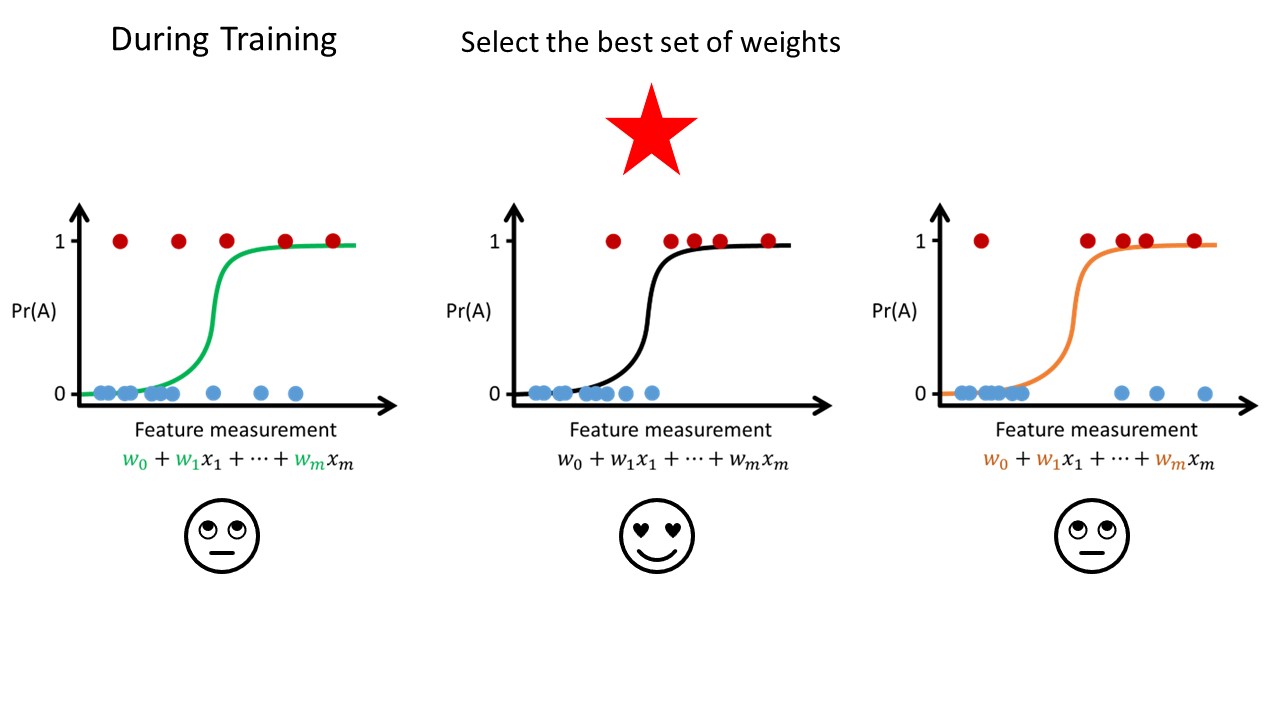 During Training
Select the best set of weights
1
Pr(A)
0
Feature measurement
w₀ + w₁x₁ + ⋯ + wₘxₘ
1
Pr(A)
0
Feature measurement
w₀ + w₁x₁ + ⋯ + wₘxₘ
1
Pr(A)
0
Feature measurement
w₀ + w₁x₁ + ⋯ + wₘxₘ